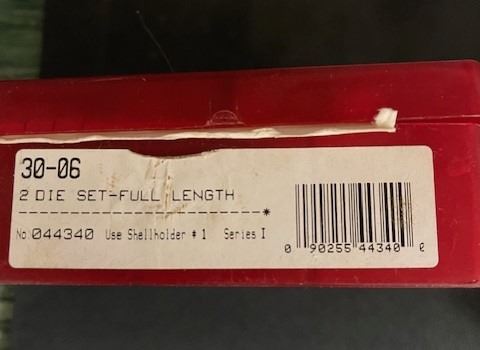 30-06
2 DIE SET-FULL LENGTH
--------------------------*
No. 044340 Use Shellholder # 1 Series I
0 90255 44340 0